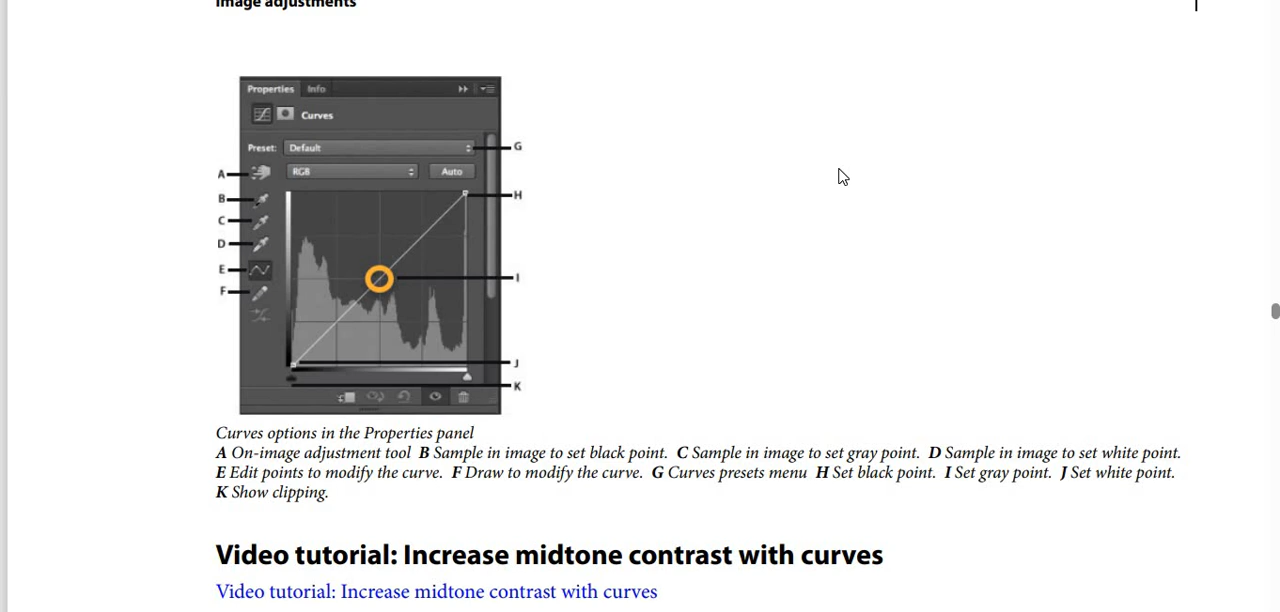 Image adjustments
Properties Info
Curves
Preset: Default
G
A
RGB
Auto
B
H
C
D
E
I
F
J
K
Curves options in the Properties panel
A On-image adjustment tool B Sample in image to set black point. C Sample in image to set gray point. D Sample in image to set white point.
E Edit points to modify the curve. F Draw to modify the curve. G Curves presets menu H Set black point. I Set gray point. J Set white point.
K Show clipping.
Video tutorial: Increase midtone contrast with curves
Video tutorial: Increase midtone contrast with curves